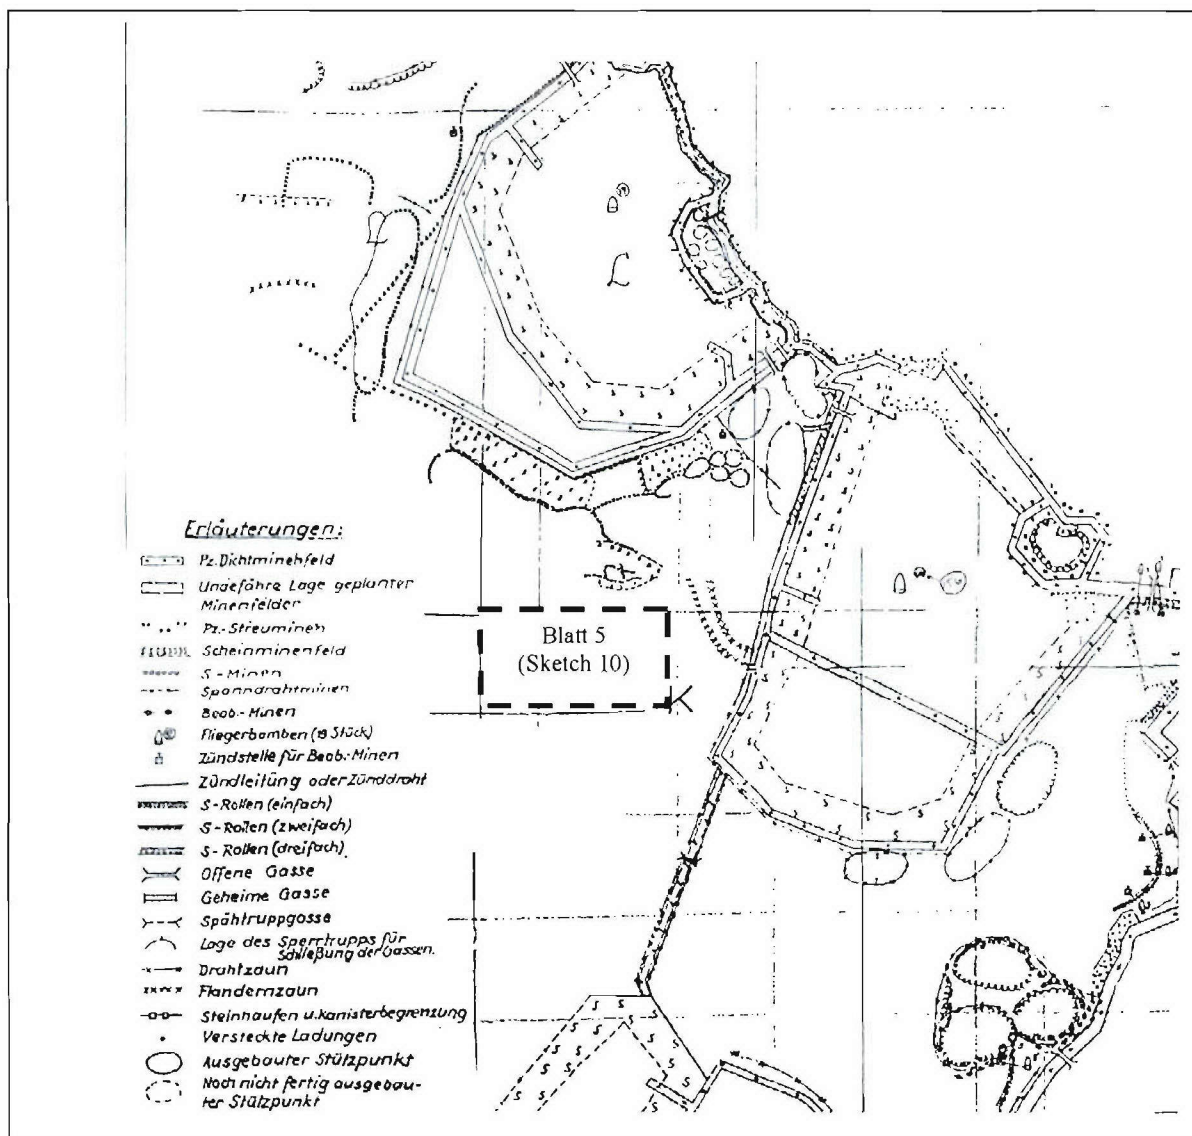 L
Blatt 5
(Sketch 10)
Erläuterungen:
Pz. Dichtminenfeld
Ungefähre Lage geplanter
Minenfelder
Pz.-Streuminen
Scheinminenfeld
S-Minen
Spanndrahtminen
Beob.-Minen
Fliegerbomben (19 Stück)
Zündstelle für Beob.-Minen
Zündleitung oder Zünddraht
S-Rollen (einfach)
S-Rollen (zweifach)
S-Rollen (dreifach)
Offene Gasse
Geheime Gasse
Spähtruppgasse
Lage des Sperrtrupps für
Schließung der Gassen.
Drahtzaun
Flandernzaun
Steinhaufen u. Kanisterbegrenzung
Versteckte Ladungen
Ausgebauter Stützpunkt
Noch nicht fertig ausgebau-
ter Stützpunkt